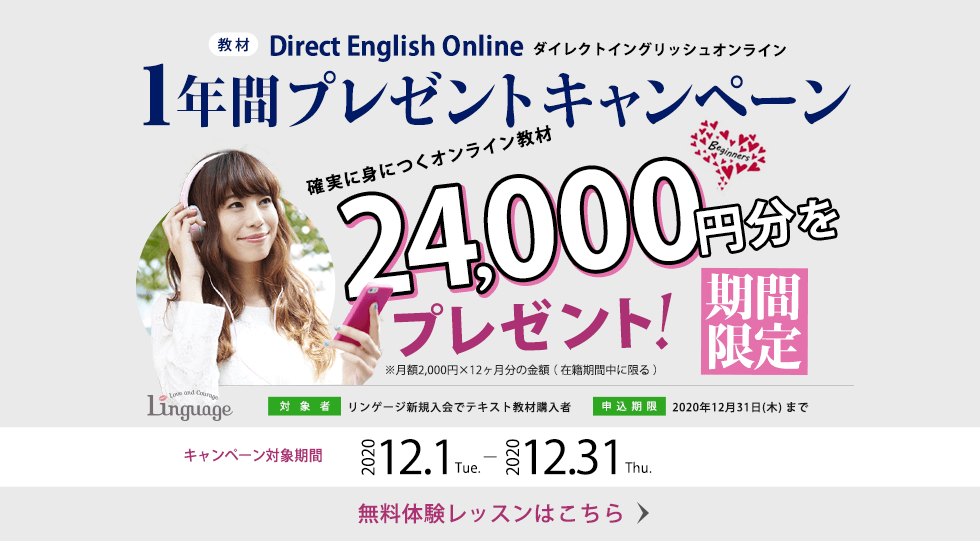 教材 Direct English Online ダイレクトイングリッシュオンライン
1年間プレゼントキャンペーン
確実に身につくオンライン教材
Beginners
24,000円分を
プレゼント!
期間
限定
※月額2,000円×12ヶ月分の金額 ( 在籍期間中に限る )
Love and Courage
Linguage
対象者 リンゲージ新規入会でテキスト教材購入者 申込期限 2020年12月31日(木) まで
キャンペーン対象期間 2020 12.1 Tue. － 2020 12.31 Thu.
無料体験レッスンはこちら